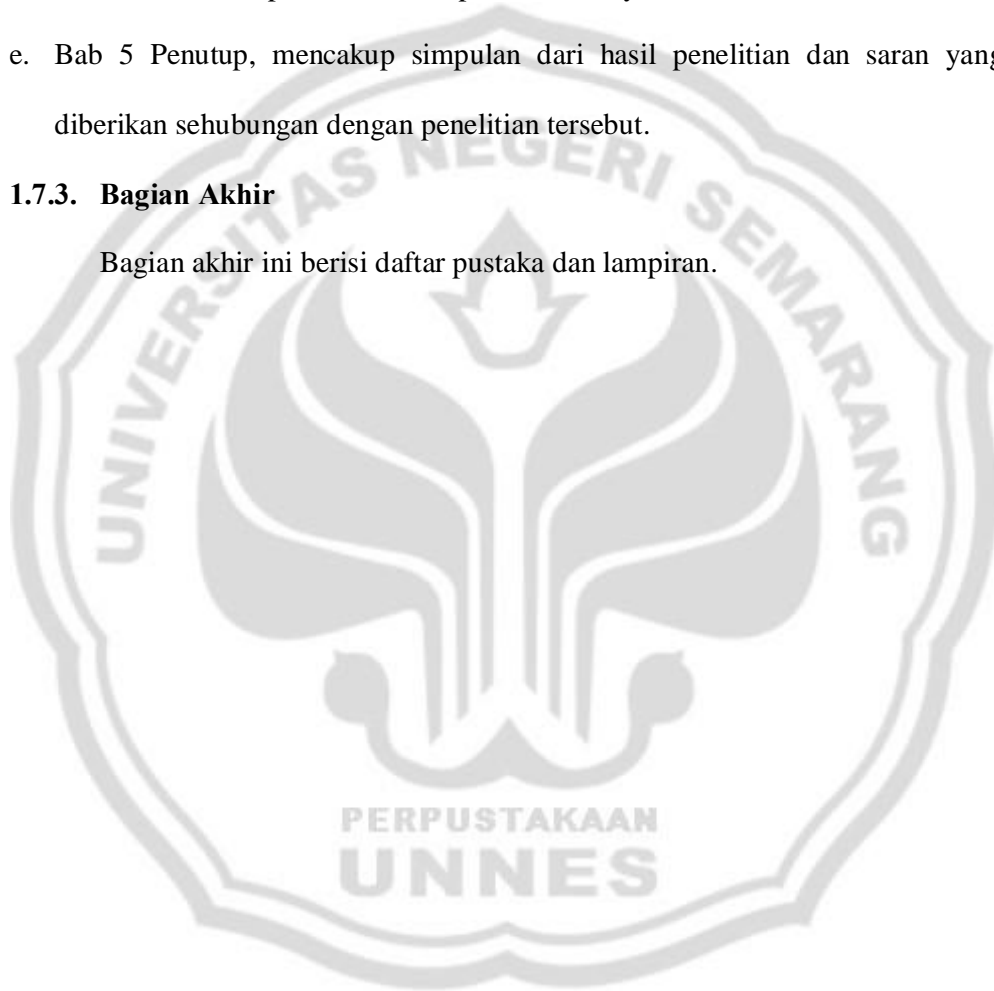 e. Bab 5 Penutup, mencakup simpulan dari hasil penelitian dan saran yang
diberikan sehubungan dengan penelitian tersebut.
1.7.3. Bagian Akhir
Bagian akhir ini berisi daftar pustaka dan lampiran.
UNIVERSITAS NEGERI SEMARANG
PERPUSTAKAAN
UNNES